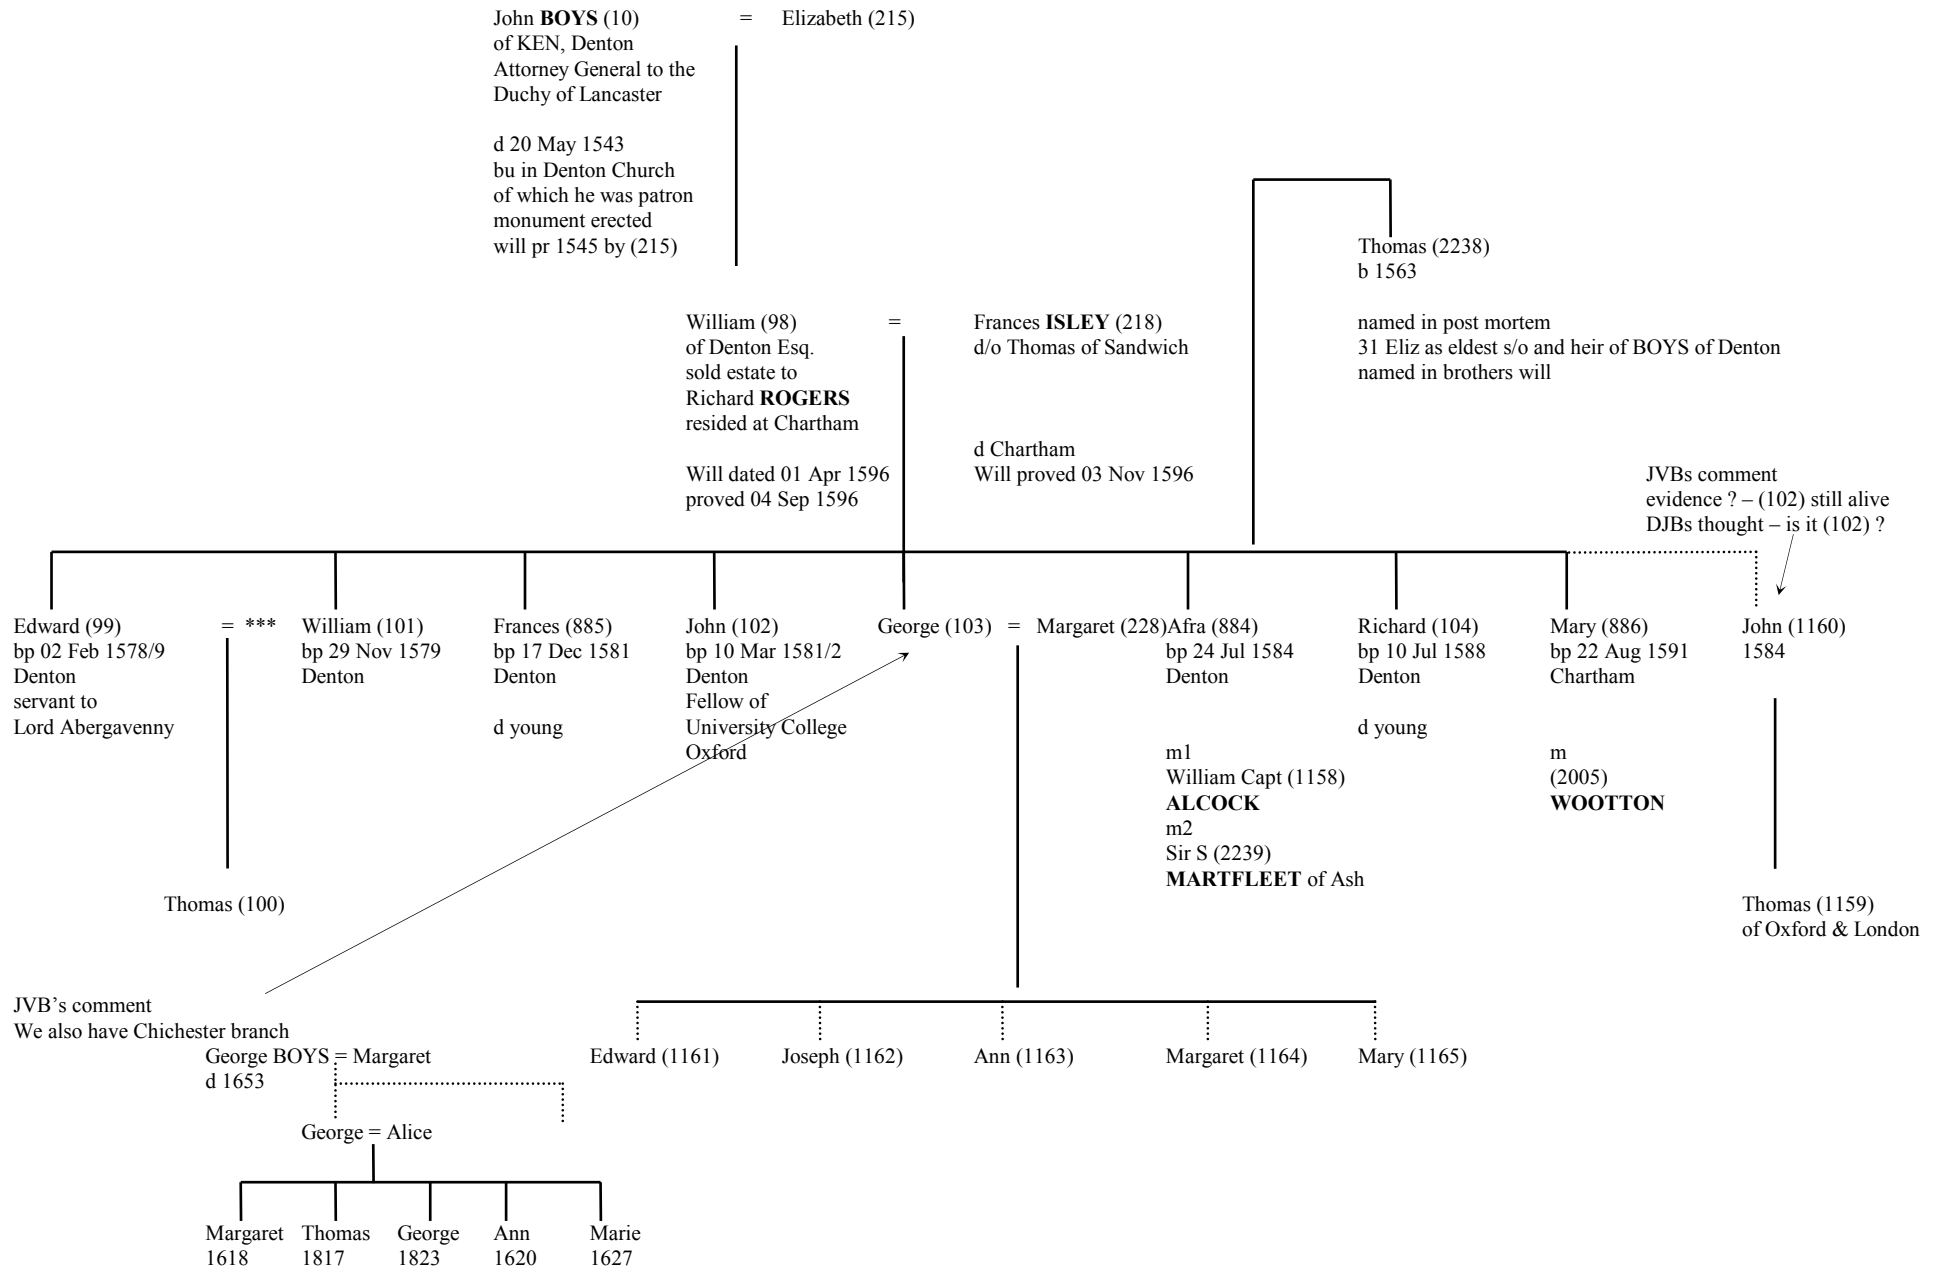 John BOYS (10) = Elizabeth (215)
of KEN, Denton
Attorney General to the
Duchy of Lancaster
d 20 May 1543
bu in Denton Church
of which he was patron
monument erected
will pr 1545 by (215)
Thomas (2238)
b 1563
named in post mortem
31 Eliz as eldest s/o and heir of BOYS of Denton
named in brothers will
William (98) =
of Denton Esq.
sold estate to
Richard ROGERS
resided at Chartham
Will dated 01 Apr 1596
proved 04 Sep 1596
Frances ISLEY (218)
d/o Thomas of Sandwich
d Chartham
Will proved 03 Nov 1596
JVBs comment
evidence ? – (102) still alive
DJBs thought – is it (102) ?
Edward (99) = ***
bp 02 Feb 1578/9
Denton
servant to
Lord Abergavenny
William (101)
bp 29 Nov 1579
Denton
Frances (885)
bp 17 Dec 1581
Denton
d young
John (102)
bp 10 Mar 1581/2
Denton
Fellow of
University College
Oxford
George (103) = Margaret (228)
Afra (884)
bp 24 Jul 1584
Denton
m1
William Capt (1158)
ALCOCK
m2
Sir S (2239)
MARTFLEET of Ash
Richard (104)
bp 10 Jul 1588
Denton
d young
Mary (886)
bp 22 Aug 1591
Chartham
m
(2005)
WOOTTON
John (1160)
1584
Thomas (100)
Thomas (1159)
of Oxford & London
JVB’s comment
We also have Chichester branch
George BOYS = Margaret
d 1653
Edward (1161) Joseph (1162) Ann (1163) Margaret (1164) Mary (1165)
George = Alice
Margaret Thomas George Ann Marie
1618 1817 1823 1620 1627